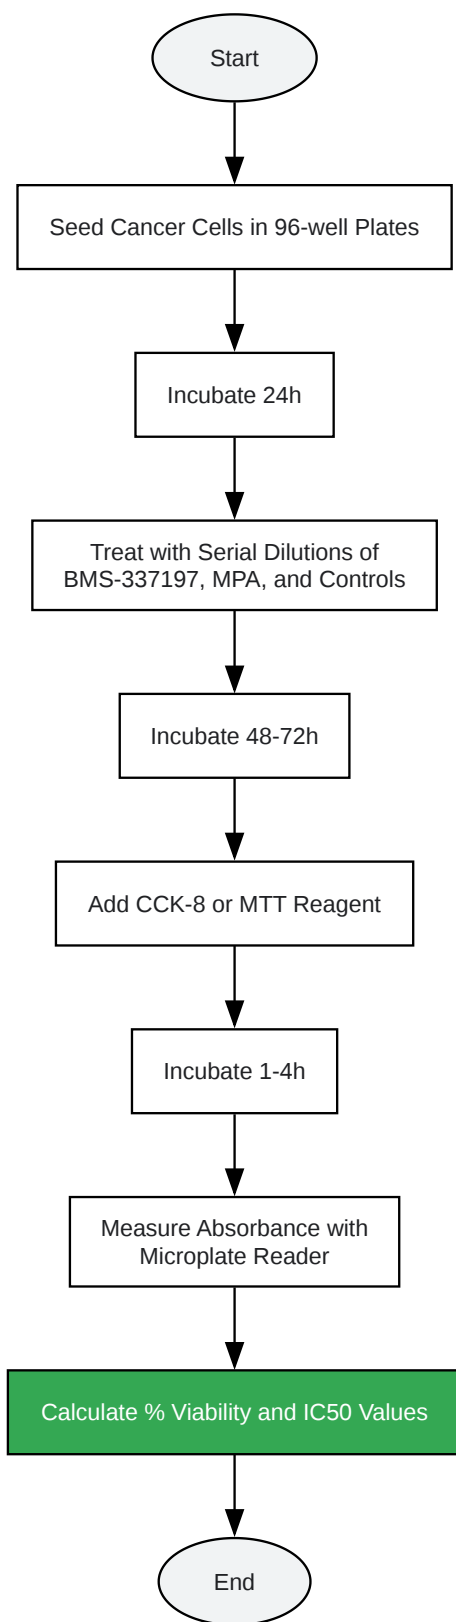 Start
Seed Cancer Cells in 96-well Plates
Incubate 24h
Treat with Serial Dilutions of
BMS-337197, MPA, and Controls
Incubate 48-72h
Add CCK-8 or MTT Reagent
Incubate 1-4h
Measure Absorbance with
Microplate Reader
Calculate % Viability and IC50 Values
End